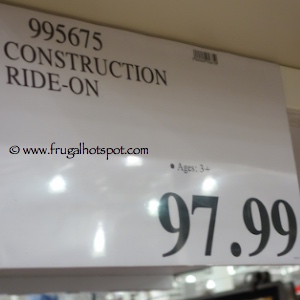 995675
CONSTRUCTION
RIDE-ON
© www.frugalhotspot.com
• Ages: 3+
97.99